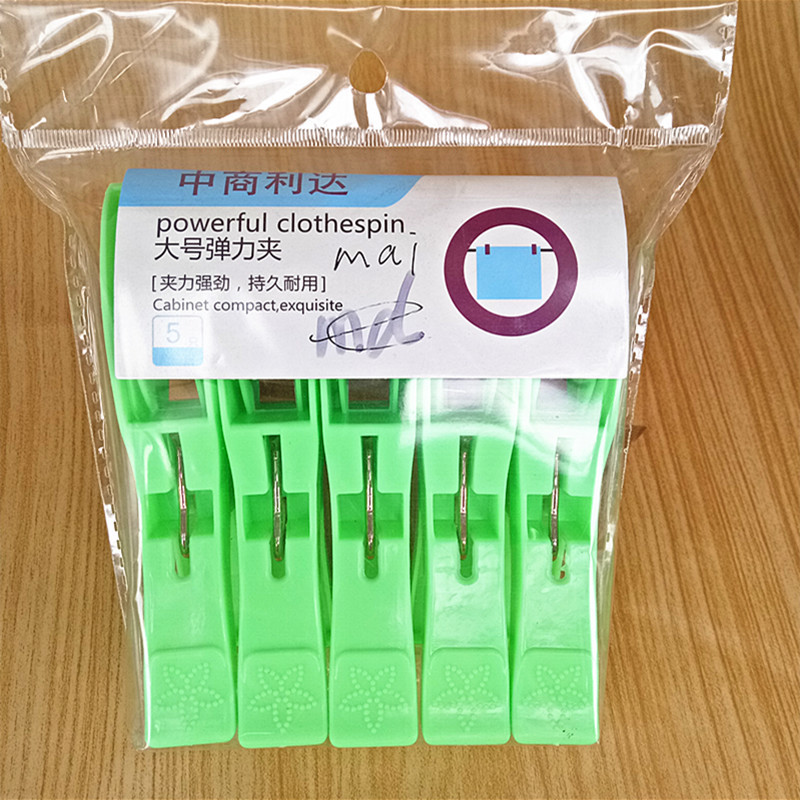 中商利达
powerful clothespin
大号弹力夹
mai
[夹力强劲，持久耐用]
Cabinet compact,exquisite
md
5